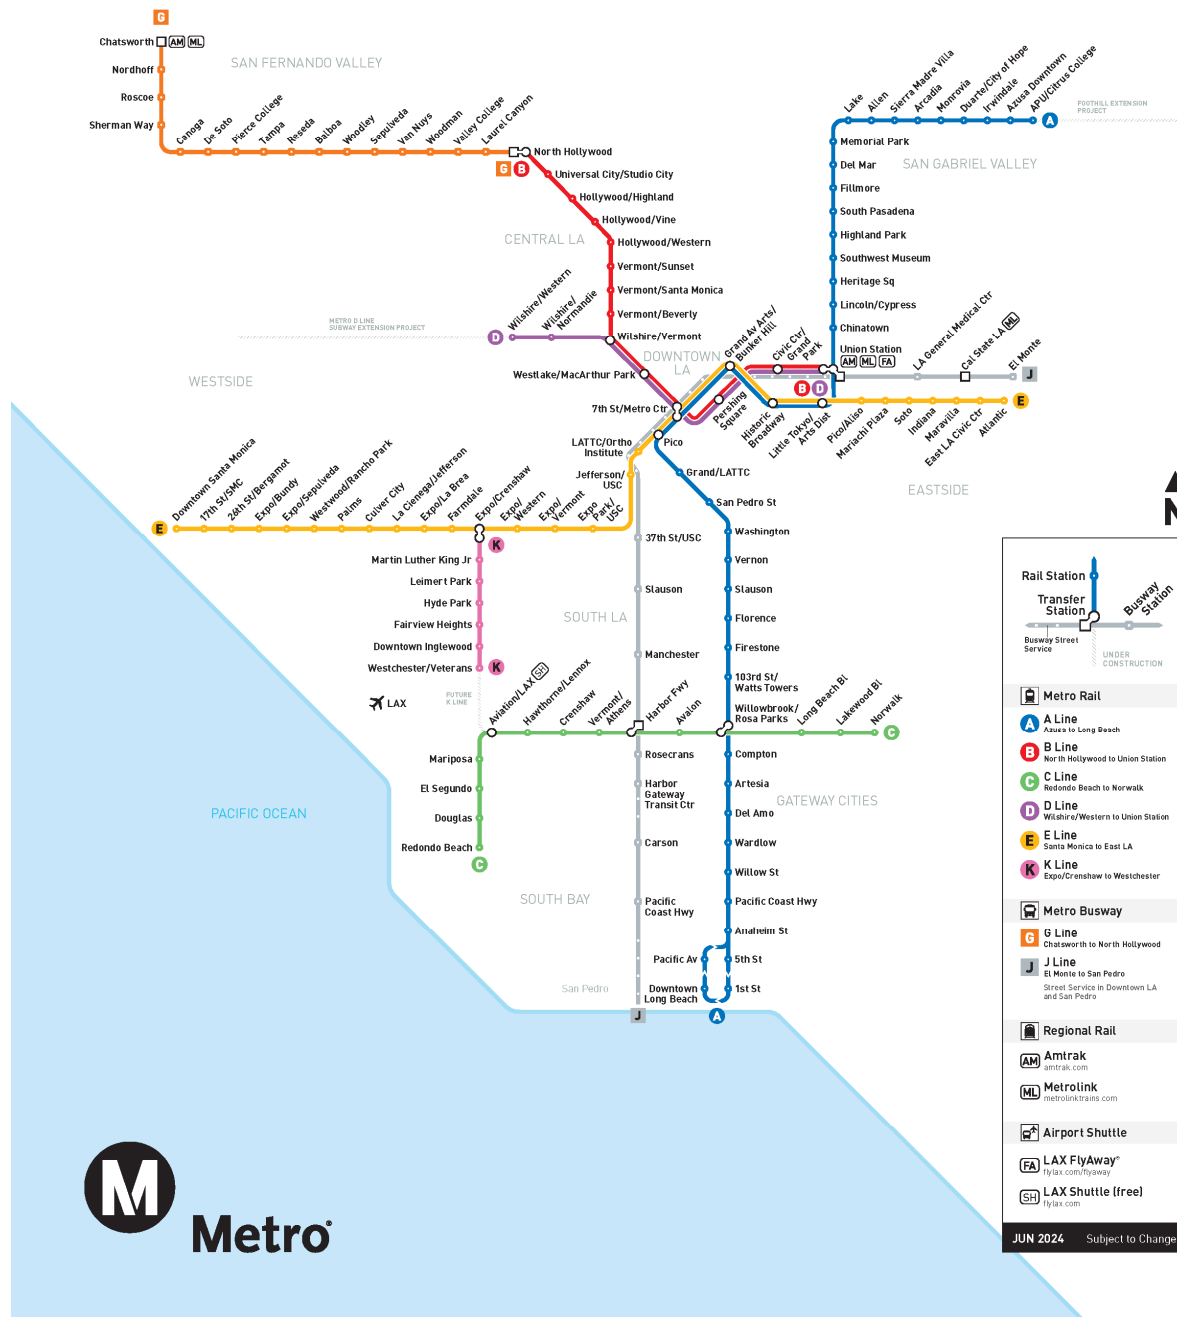 G
Chatsworth
AM
ML
Nordhoff
Roscoe
Sherman Way
SAN FERNANDO VALLEY
Canoga
De Soto
Pierce College
Tampa
Reseda
Balboa
Woodley
Sepulveda
Van Nuys
Woodman
Valley College
Laurel Canyon
North Hollywood
G
B
Universal City/Studio City
Hollywood/Highland
Hollywood/Vine
CENTRAL LA
Hollywood/Western
Vermont/Sunset
Vermont/Santa Monica
Vermont/Beverly
Wilshire/Vermont
Wilshire/Western
Wilshire/
Normandie
METRO D LINE
SUBWAY EXTENSION PROJECT
D
WESTSIDE
DOWNTOWN
LA
Westlake/MacArthur Park
7th St/Metro Ctr
Lake
Allen
Sierra Madre Villa
Arcadia
Monrovia
Duarte/City of Hope
Irwindale
Azusa Downtown
APU/Citrus College
A
FOOTHILL EXTENSION
PROJECT
Memorial Park
Del Mar
SAN GABRIEL VALLEY
Fillmore
South Pasadena
Highland Park
Southwest Museum
Heritage Sq
Lincoln/Cypress
Chinatown
Union Station
AM
ML
FA
Grand Av Arts/
Bunker Hill
Civic Ctr/
Grand
Park
B
D
Pershing
Square
Historic
Broadway
Little Tokyo/
Arts Dist
LA General Medical Ctr
Cal State LA
ML
El Monte
J
Pico/Aliso
Mariachi Plaza
Soto
Indiana
Maravilla
East LA Civic Ctr
Atlantic
E
EASTSIDE
LATTC/Ortho
Institute
Pico
Jefferson/
USC
Grand/LATTC
San Pedro St
Washington
Vernon
Slauson
Florence
Firestone
103rd St/
Watts Towers
Willowbrook/
Rosa Parks
E
Downtown Santa Monica
17th St/SMC
26th St/Bergamot
Expo/Bundy
Expo/Sepulveda
Westwood/Rancho Park
Palms
Culver City
La Cienega/Jefferson
Expo/La Brea
Farmdale
Expo/Crenshaw
Expo/
Western
Expo/
Vermont
Expo
Park/
USC
K
Martin Luther King Jr
Leimert Park
Hyde Park
Fairview Heights
Downtown Inglewood
Westchester/Veterans
K
37th St/USC
Slauson
SOUTH LA
Manchester
LAX
FUTURE
K LINE
Aviation/LAX
SH
Hawthorne/Lennox
Crenshaw
Vermont/
Athens
Harbor Fwy
Avalon
Long Beach Bl
Lakewood Bl
Norwalk
C
Mariposa
El Segundo
Douglas
Redondo Beach
C
Rosecrans
Harbor
Gateway
Transit Ctr
Carson
Pacific
Coast Hwy
San Pedro
J
SOUTH BAY
Compton
Artesia
GATEWAY CITIES
Del Amo
Wardlow
Willow St
Pacific Coast Hwy
Anaheim St
Pacific Av
5th St
Downtown
Long Beach
1st St
A
PACIFIC OCEAN
M
Metro®
N
Rail Station
Transfer
Station
Busway
Station
Busway Street
Service
UNDER
CONSTRUCTION
Metro Rail
A
A Line
Azusa to Long Beach
B
B Line
North Hollywood to Union Station
C
C Line
Redondo Beach to Norwalk
D
D Line
Wilshire/Western to Union Station
E
E Line
Santa Monica to East LA
K
K Line
Expo/Crenshaw to Westchester
Metro Busway
G
G Line
Chatsworth to North Hollywood
J
J Line
El Monte to San Pedro
Street Service in Downtown LA
and San Pedro
Regional Rail
AM
Amtrak
amtrak.com
ML
Metrolink
metrolinktrains.com
Airport Shuttle
FA
LAX FlyAway®
flylax.com/flyaway
SH
LAX Shuttle (free)
flylax.com
JUN 2024
Subject to Change